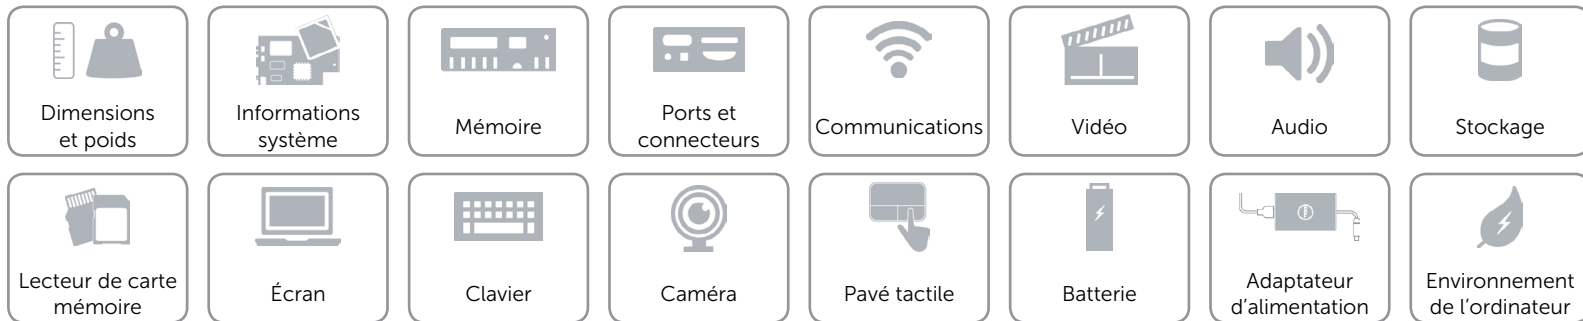 Dimensions
et poids
Informations
système
Mémoire
Ports et
connecteurs
Communications
Vidéo
Audio
Stockage
Lecteur de carte
mémoire
Écran
Clavier
Caméra
Pavé tactile
Batterie
Adaptateur
d’alimentation
Environnement
de l’ordinateur